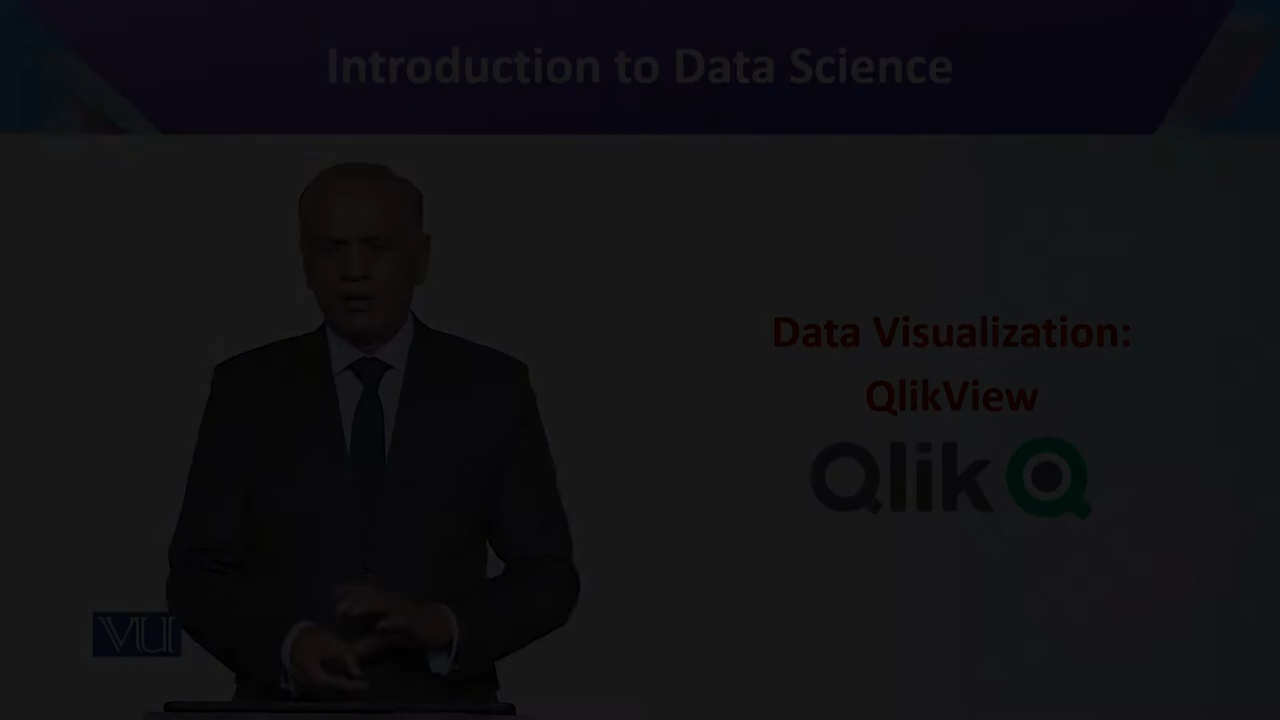 Introduction to Data Science
Data Visualization:
QlikView
Qlik
VU